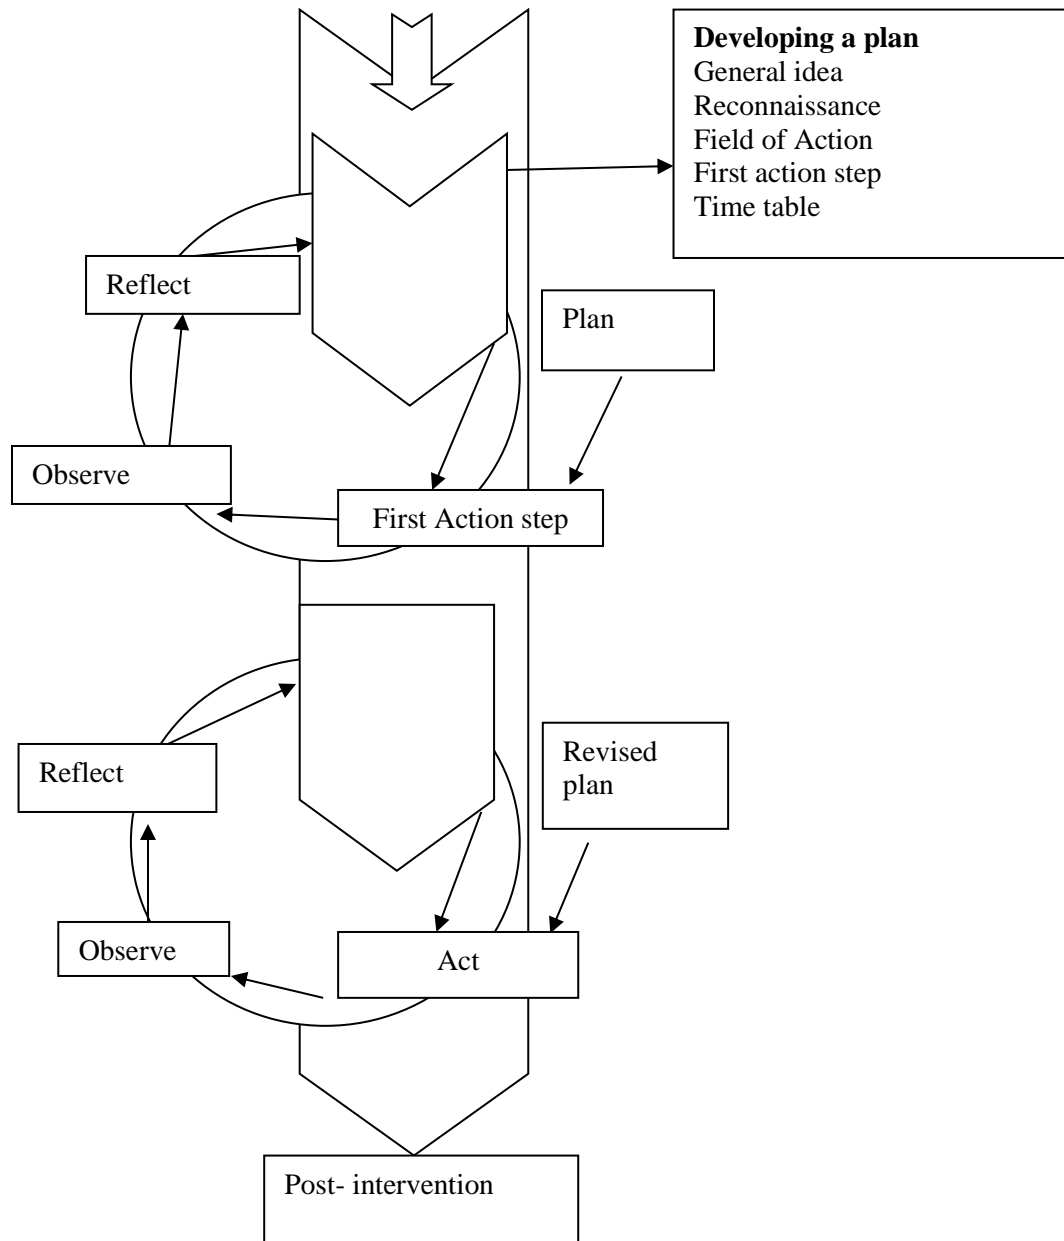 Developing a plan
General idea
Reconnaissance
Field of Action
First action step
Time table
Reflect
Plan
Observe
First Action step
Reflect
Revised
plan
Observe
Act
Post- intervention